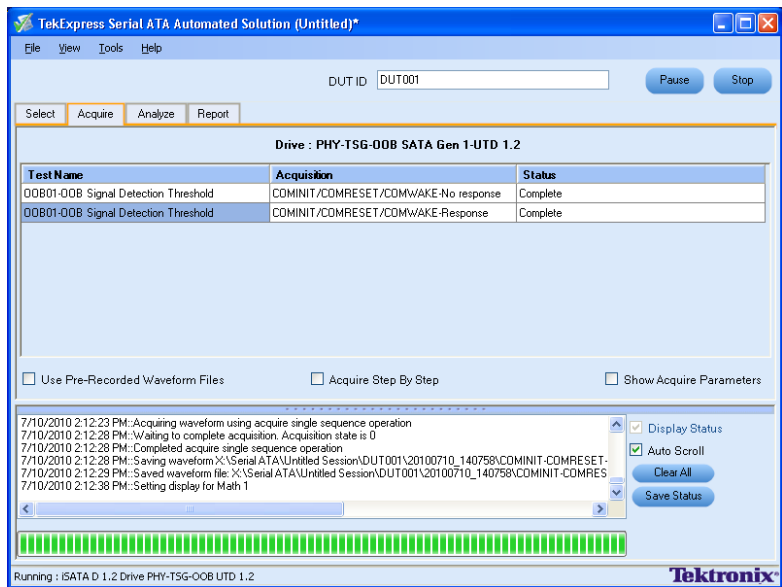 TekExpress Serial ATA Automated Solution (Untitled)*
File View Tools Help
DUT ID DUT001 Pause Stop
Select Acquire Analyze Report
Drive : PHY-TSG-OOB SATA Gen 1-UTD 1.2
Test Name Acquisition Status
OOB01-OOB Signal Detection Threshold COMINIT/COMRESET/COMWAKE-No response Complete
OOB01-OOB Signal Detection Threshold COMINIT/COMRESET/COMWAKE-Response Complete
Use Pre-Recorded Waveform Files Acquire Step By Step Show Acquire Parameters
7/10/2010 2:12:23 PM::Acquiring waveform using acquire single sequence operation
7/10/2010 2:12:28 PM::Waiting to complete acquisition. Acquisition state is 0
7/10/2010 2:12:28 PM::Completed acquire single sequence operation
7/10/2010 2:12:28 PM::Saving waveform X:\Serial ATA\Untitled Session\DUT001\20100710_140758\COMINIT-COMRESET-
7/10/2010 2:12:29 PM::Saved waveform file: X:\Serial ATA\Untitled Session\DUT001\20100710_140758\COMINIT-COMRES
7/10/2010 2:12:38 PM::Setting display for Math 1
Display Status
Auto Scroll
Clear All
Save Status
Running : iSATA D 1.2 Drive PHY-TSG-OOB UTD 1.2 Tektronix